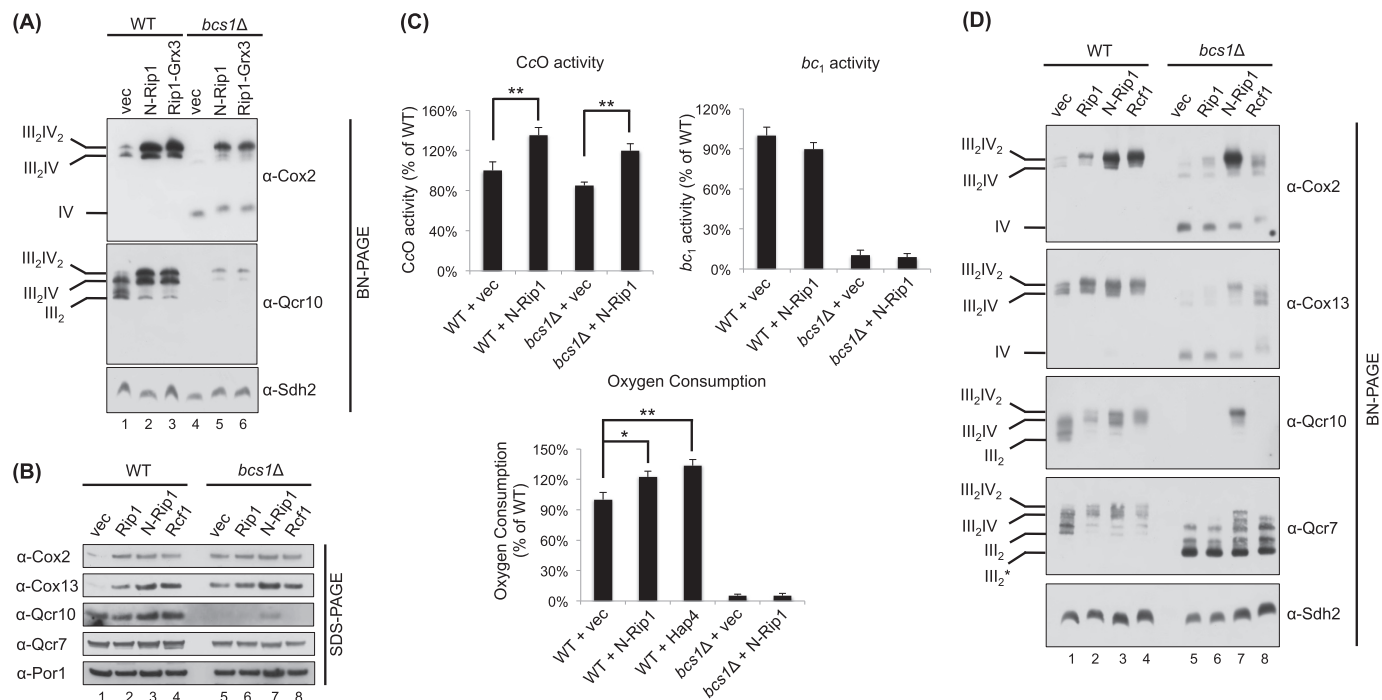 (A)
WT
bcs1Δ
vec
N-Rip1
Rip1-Grx3
vec
N-Rip1
Rip1-Grx3
III2IV2
III2IV
IV
α-Cox2
III2IV2
III2IV
III2
α-Qcr10
α-Sdh2
BN-PAGE
1 2 3 4 5 6
(B)
WT
bcs1Δ
vec
Rip1
N-Rip1
Rcf1
vec
Rip1
N-Rip1
Rcf1
α-Cox2
α-Cox13
α-Qcr10
α-Qcr7
α-Por1
SDS-PAGE
1 2 3 4 5 6 7 8
(C)
CcO activity
CcO activity (% of WT)
160%
120%
80%
40%
0%
**
**
WT + vec
WT + N-Rip1
bcs1Δ + vec
bcs1Δ + N-Rip1
bc1 activity
bc1 activity (% of WT)
120%
90%
60%
30%
0%
WT + vec
WT + N-Rip1
bcs1Δ + vec
bcs1Δ + N-Rip1
Oxygen Consumption
Oxygen Consumption
(% of WT)
150%
120%
90%
60%
30%
0%
**
*
WT + vec
WT + N-Rip1
WT + Hap4
bcs1Δ + vec
bcs1Δ + N-Rip1
(D)
WT
bcs1Δ
vec
Rip1
N-Rip1
Rcf1
vec
Rip1
N-Rip1
Rcf1
III2IV2
III2IV
IV
α-Cox2
III2IV2
III2IV
IV
α-Cox13
III2IV2
III2IV
III2
α-Qcr10
III2IV2
III2IV
III2
III2*
α-Qcr7
α-Sdh2
BN-PAGE
1 2 3 4 5 6 7 8